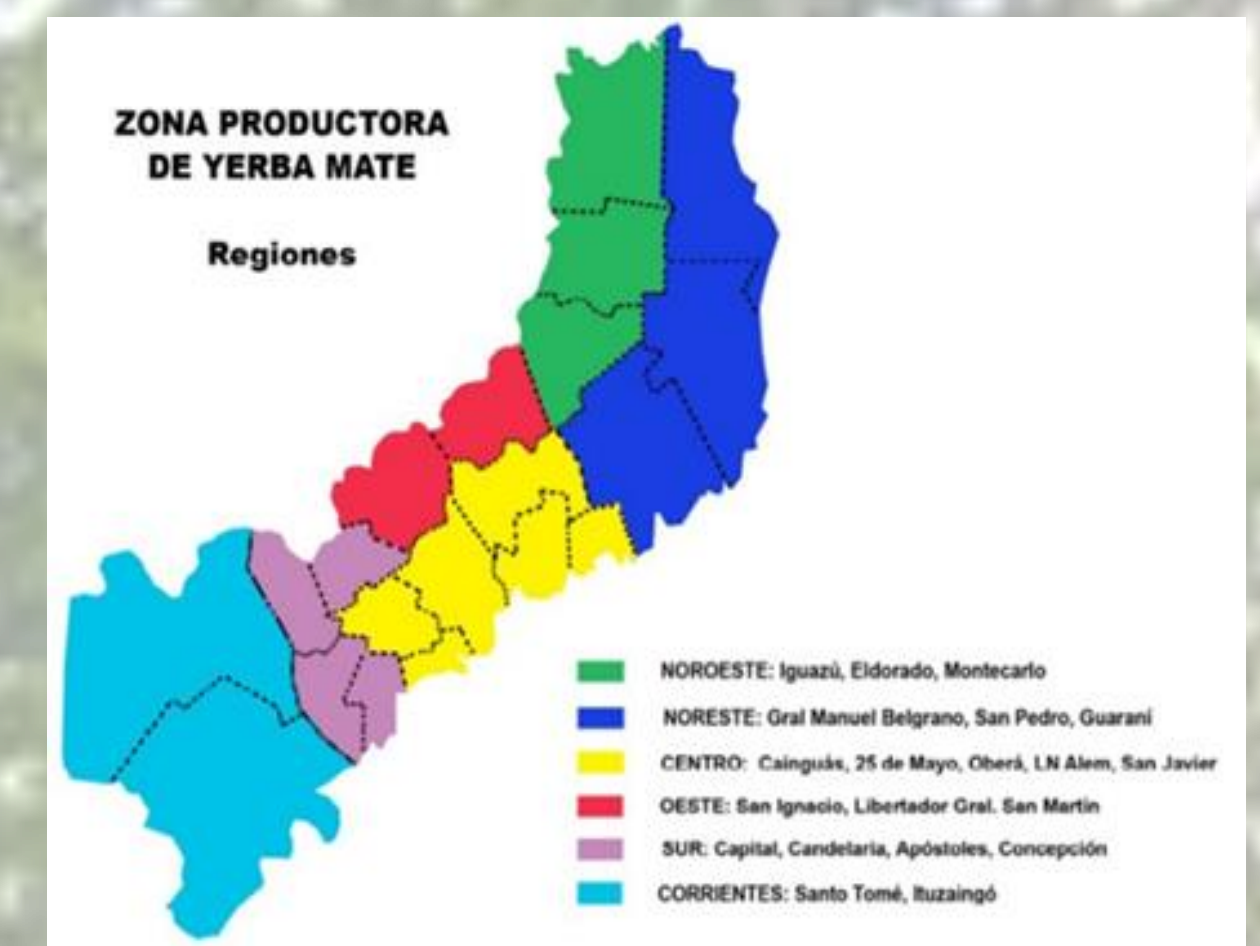 ZONA PRODUCTORA
DE YERBA MATE
Regiones
NOROESTE: Iguazú, Eldorado, Montecarlo
NORESTE: Gral Manuel Belgrano, San Pedro, Guaraní
CENTRO: Cainguás, 25 de Mayo, Oberá, LN Alem, San Javier
OESTE: San Ignacio, Libertador Gral. San Martín
SUR: Capital, Candelaria, Apóstoles, Concepción
CORRIENTES: Santo Tomé, Ituzaingó